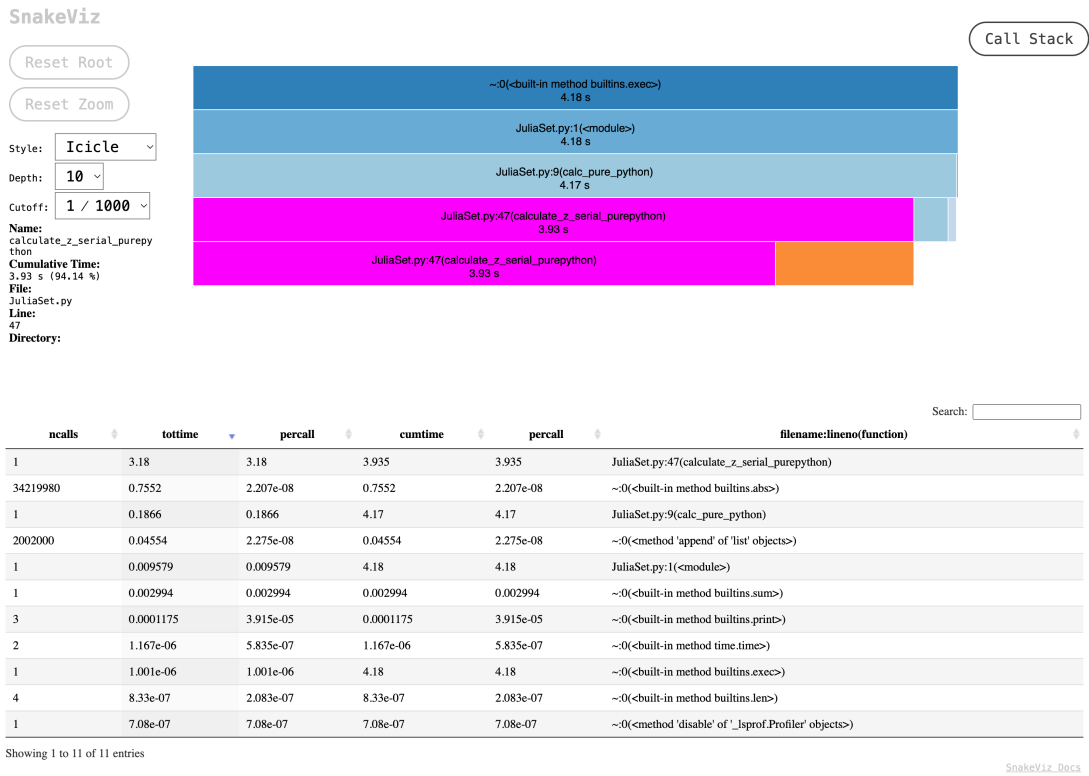 SnakeViz
Reset Root
Reset Zoom
Call Stack
Style: Icicle
Depth: 10
Cutoff: 1 / 1000
Name:
calculate_z_serial_purepy
thon
Cumulative Time:
3.93 s (94.14 %)
File:
JuliaSet.py
Line:
47
Directory:
~:0(<built-in method builtins.exec>)
4.18 s
JuliaSet.py:1(<module>)
4.18 s
JuliaSet.py:9(calc_pure_python)
4.17 s
JuliaSet.py:47(calculate_z_serial_purepython)
3.93 s
JuliaSet.py:47(calculate_z_serial_purepython)
3.93 s
Search:
ncalls tottime percall cumtime percall filename:lineno(function)
1 3.18 3.18 3.935 3.935 JuliaSet.py:47(calculate_z_serial_purepython)
34219980 0.7552 2.207e-08 0.7552 2.207e-08 ~:0(<built-in method builtins.abs>)
1 0.1866 0.1866 4.17 4.17 JuliaSet.py:9(calc_pure_python)
2002000 0.04554 2.275e-08 0.04554 2.275e-08 ~:0(<method 'append' of 'list' objects>)
1 0.009579 0.009579 4.18 4.18 JuliaSet.py:1(<module>)
1 0.002994 0.002994 0.002994 0.002994 ~:0(<built-in method builtins.sum>)
3 0.0001175 3.915e-05 0.0001175 3.915e-05 ~:0(<built-in method builtins.print>)
2 1.167e-06 5.835e-07 1.167e-06 5.835e-07 ~:0(<built-in method time.time>)
1 1.001e-06 1.001e-06 4.18 4.18 ~:0(<built-in method builtins.exec>)
4 8.33e-07 2.083e-07 8.33e-07 2.083e-07 ~:0(<built-in method builtins.len>)
1 7.08e-07 7.08e-07 7.08e-07 7.08e-07 ~:0(<method 'disable' of '_lsprof.Profiler' objects>)
Showing 1 to 11 of 11 entries
SnakeViz Docs